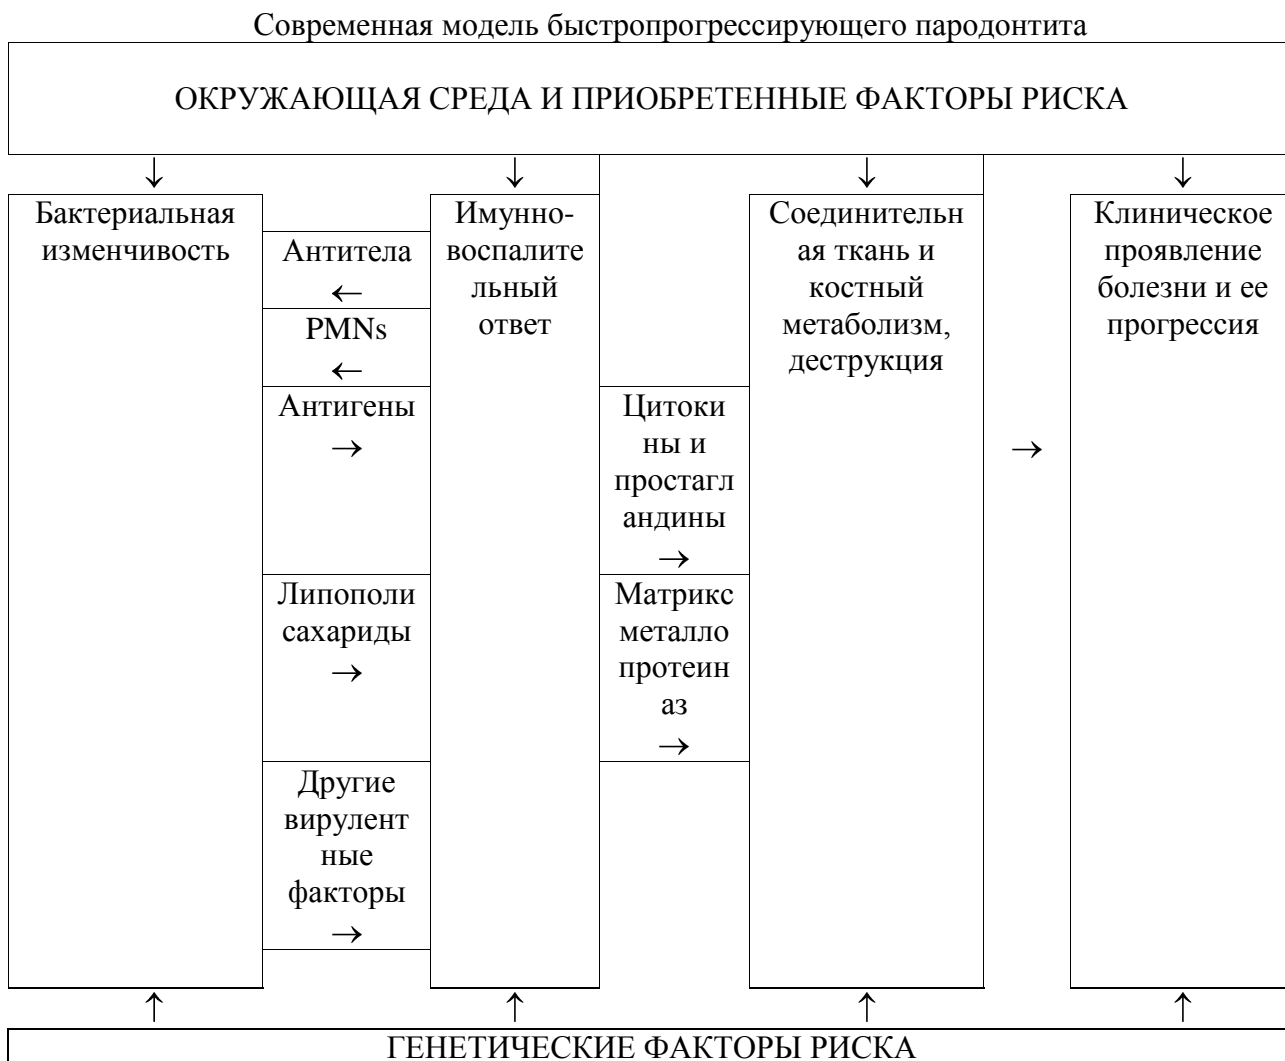 Современная модель быстропрогрессирующего пародонтита
ОКРУЖАЮЩАЯ СРЕДА И ПРИОБРЕТЕННЫЕ ФАКТОРЫ РИСКА
↓ ↓ ↓ ↓
Бактериальная
изменчивость
Антитела
←
PMNs
←
Антигены
→
Липополи
сахариды
→
Другие
вирулент
ные
факторы
→
Имунно-
воспалите
льный
ответ
Цитоки
ны и
простагл
андины
→
Матрикс
металло
протеин
аз
→
Соединительн
ая ткань и
костный
метаболизм,
деструкция
→
Клиническое
проявление
болезни и ее
прогрессия
↑ ↑ ↑ ↑
ГЕНЕТИЧЕСКИЕ ФАКТОРЫ РИСКА